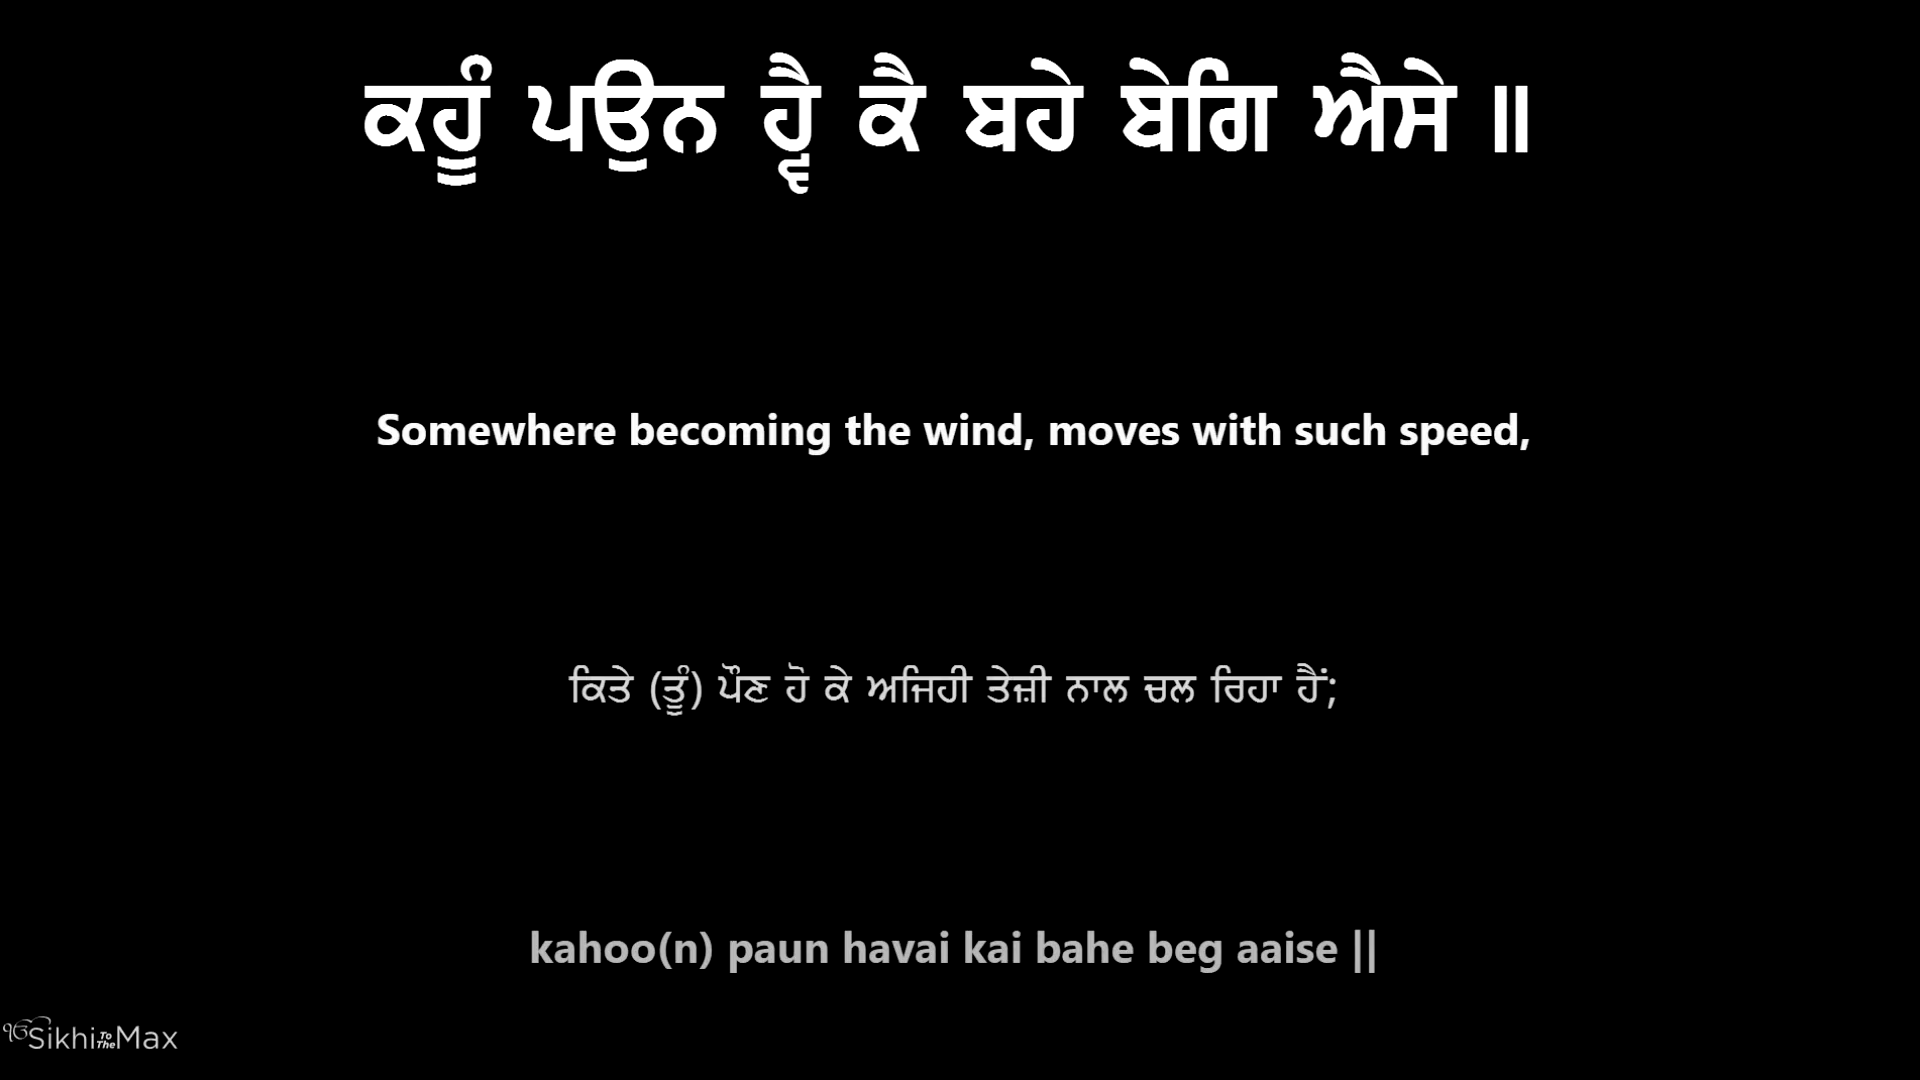 ਕਹੂੰ ਪਉਨ ਹ੍ਵੈ ਕੈ ਬਹੇ ਬੇਗਿ ਐਸੇ ॥
Somewhere becoming the wind, moves with such speed,
ਕਿਤੇ (ਤੂੰ) ਪੌਣ ਹੋ ਕੇ ਅਜਿਹੀ ਤੇਜ਼ੀ ਨਾਲ ਚਲ ਰਿਹਾ ਹੈਂ;
kahoo(n) paun havai kai bahe beg aaise ||
ੴSikhiToTheMax